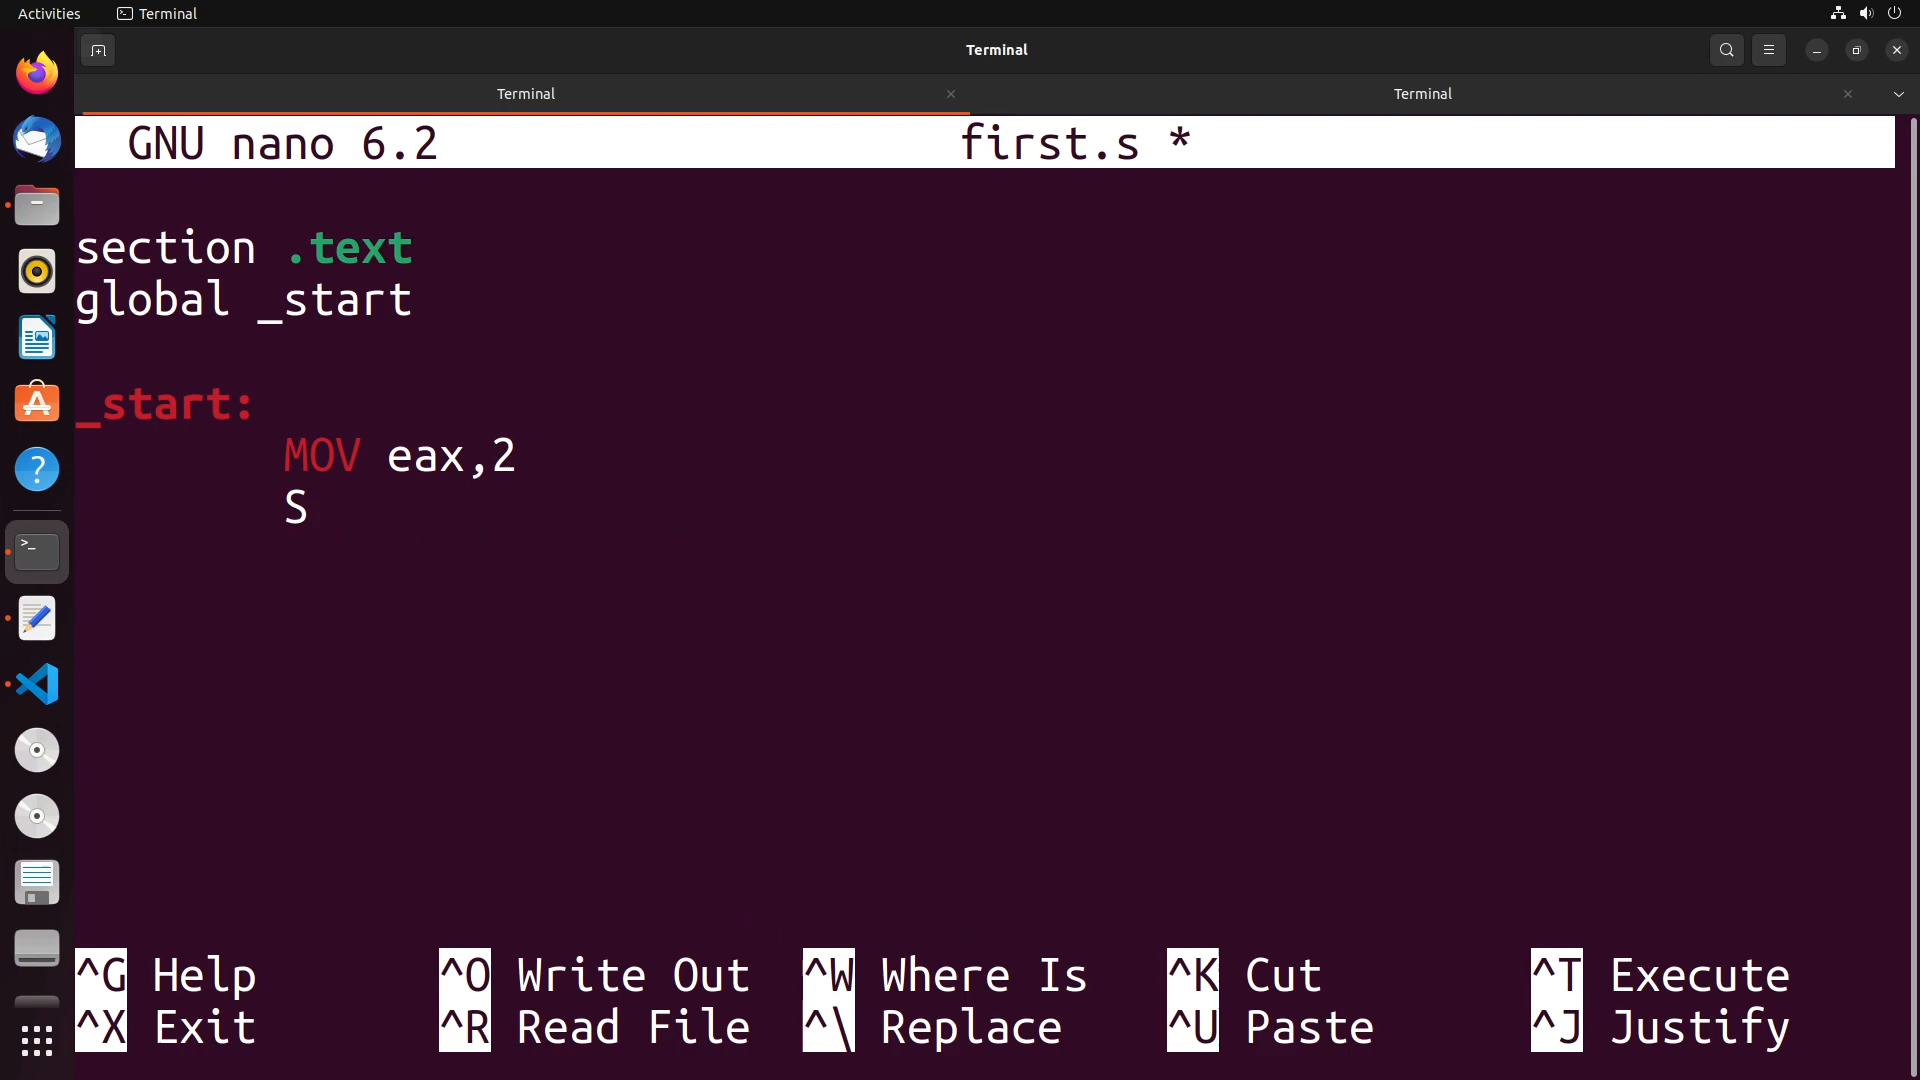 Activities Terminal
Terminal
Terminal Terminal
GNU nano 6.2 first.s *
section .text
global _start
_start:
MOV eax,2
S
^G Help ^O Write Out ^W Where Is ^K Cut ^T Execute
^X Exit ^R Read File ^\ Replace ^U Paste ^J Justify